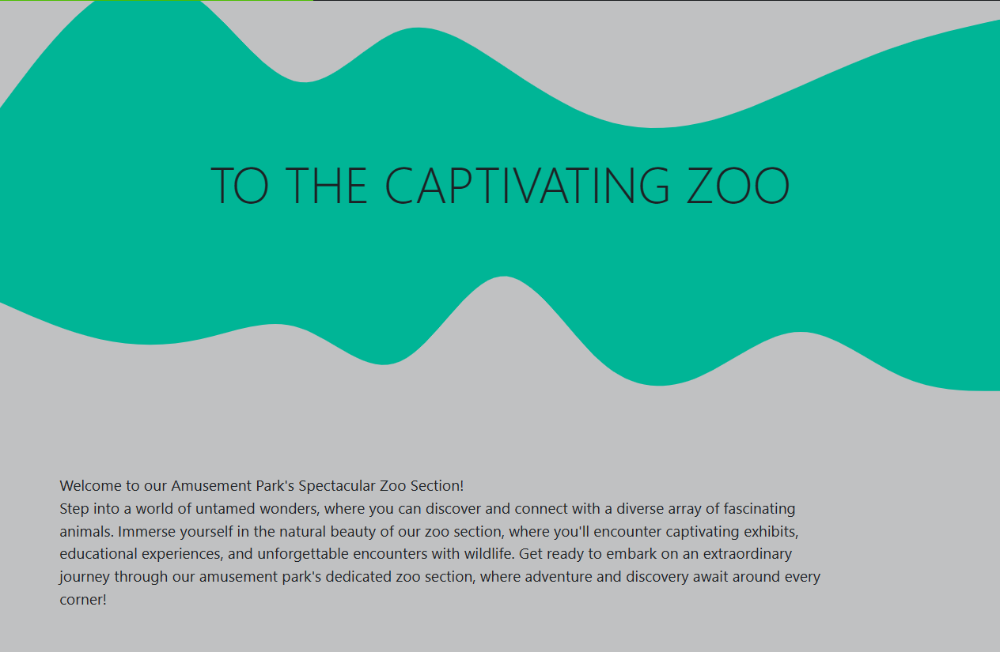 TO THE CAPTIVATING ZOO
Welcome to our Amusement Park's Spectacular Zoo Section!
Step into a world of untamed wonders, where you can discover and connect with a diverse array of fascinating
animals. Immerse yourself in the natural beauty of our zoo section, where you'll encounter captivating exhibits,
educational experiences, and unforgettable encounters with wildlife. Get ready to embark on an extraordinary
journey through our amusement park's dedicated zoo section, where adventure and discovery await around every
corner!